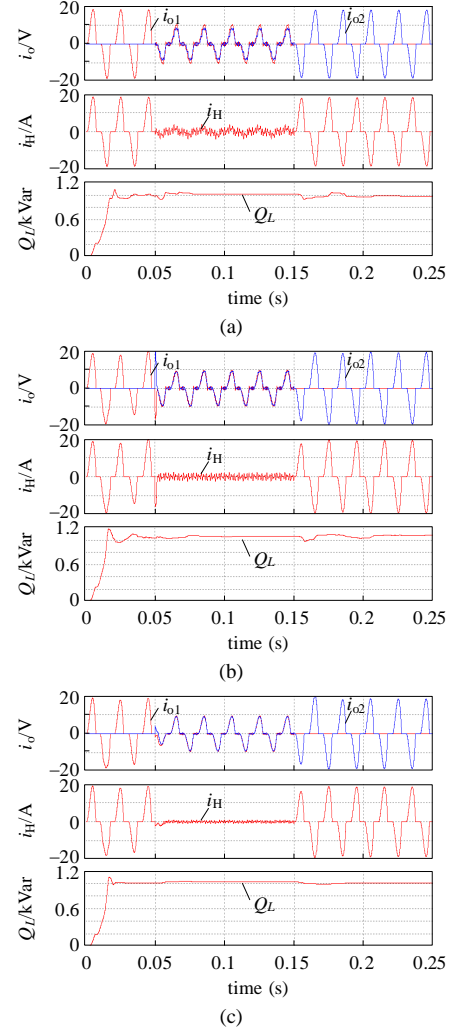 20
0
−20
i_o/V
i_o1
i_o2
20
0
−20
i_H/A
i_H
1.2
0.6
0
Q_L/kVar
Q_L
0 0.05 0.1 0.15 0.2 0.25
time (s)
(a)
20
0
−20
i_o/V
i_o1
i_o2
20
0
−20
i_H/A
i_H
1.2
0.6
0
Q_L/kVar
Q_L
0 0.05 0.1 0.15 0.2 0.25
time (s)
(b)
20
0
−20
i_o/V
i_o1
i_o2
20
0
−20
i_H/A
i_H
1.2
0.6
0
Q_L/kVar
Q_L
0 0.05 0.1 0.15 0.2 0.25
time (s)
(c)